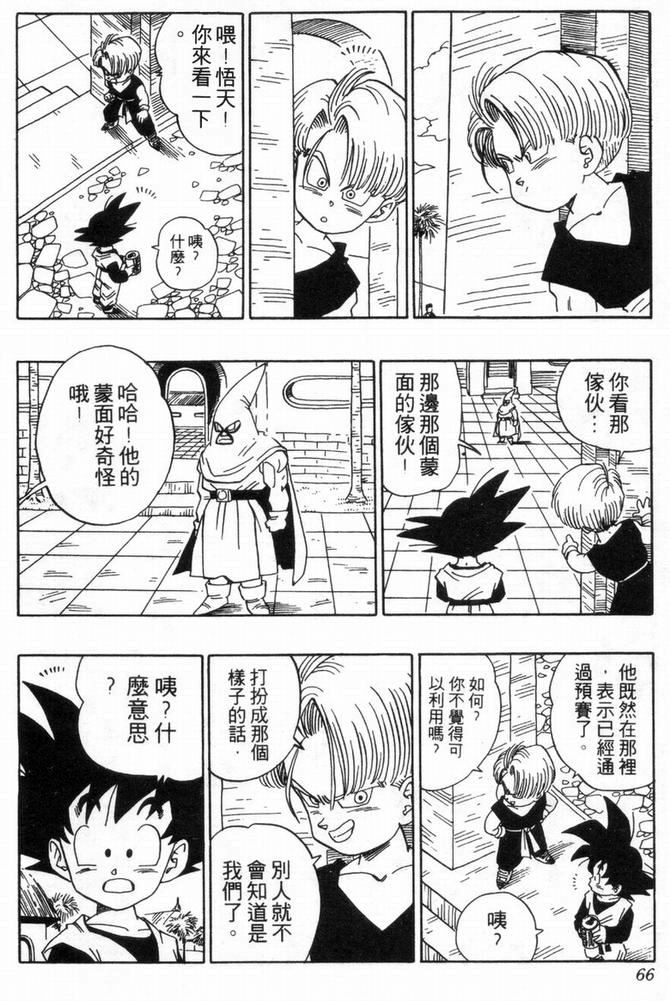 喂！悟天！
你來看一下
。
咦？
什麼？
你看那
傢伙…
那邊那個蒙
面的傢伙！
哈哈！他的
蒙面好奇怪
哦！
他既然在那裡
，表示已經通
過預賽了。
如何？
你不覺得可
以利用嗎？
咦？
打扮成那個
樣子的話．
別人就不
會知道是
我們了。
咦？什
麼意思
？
66